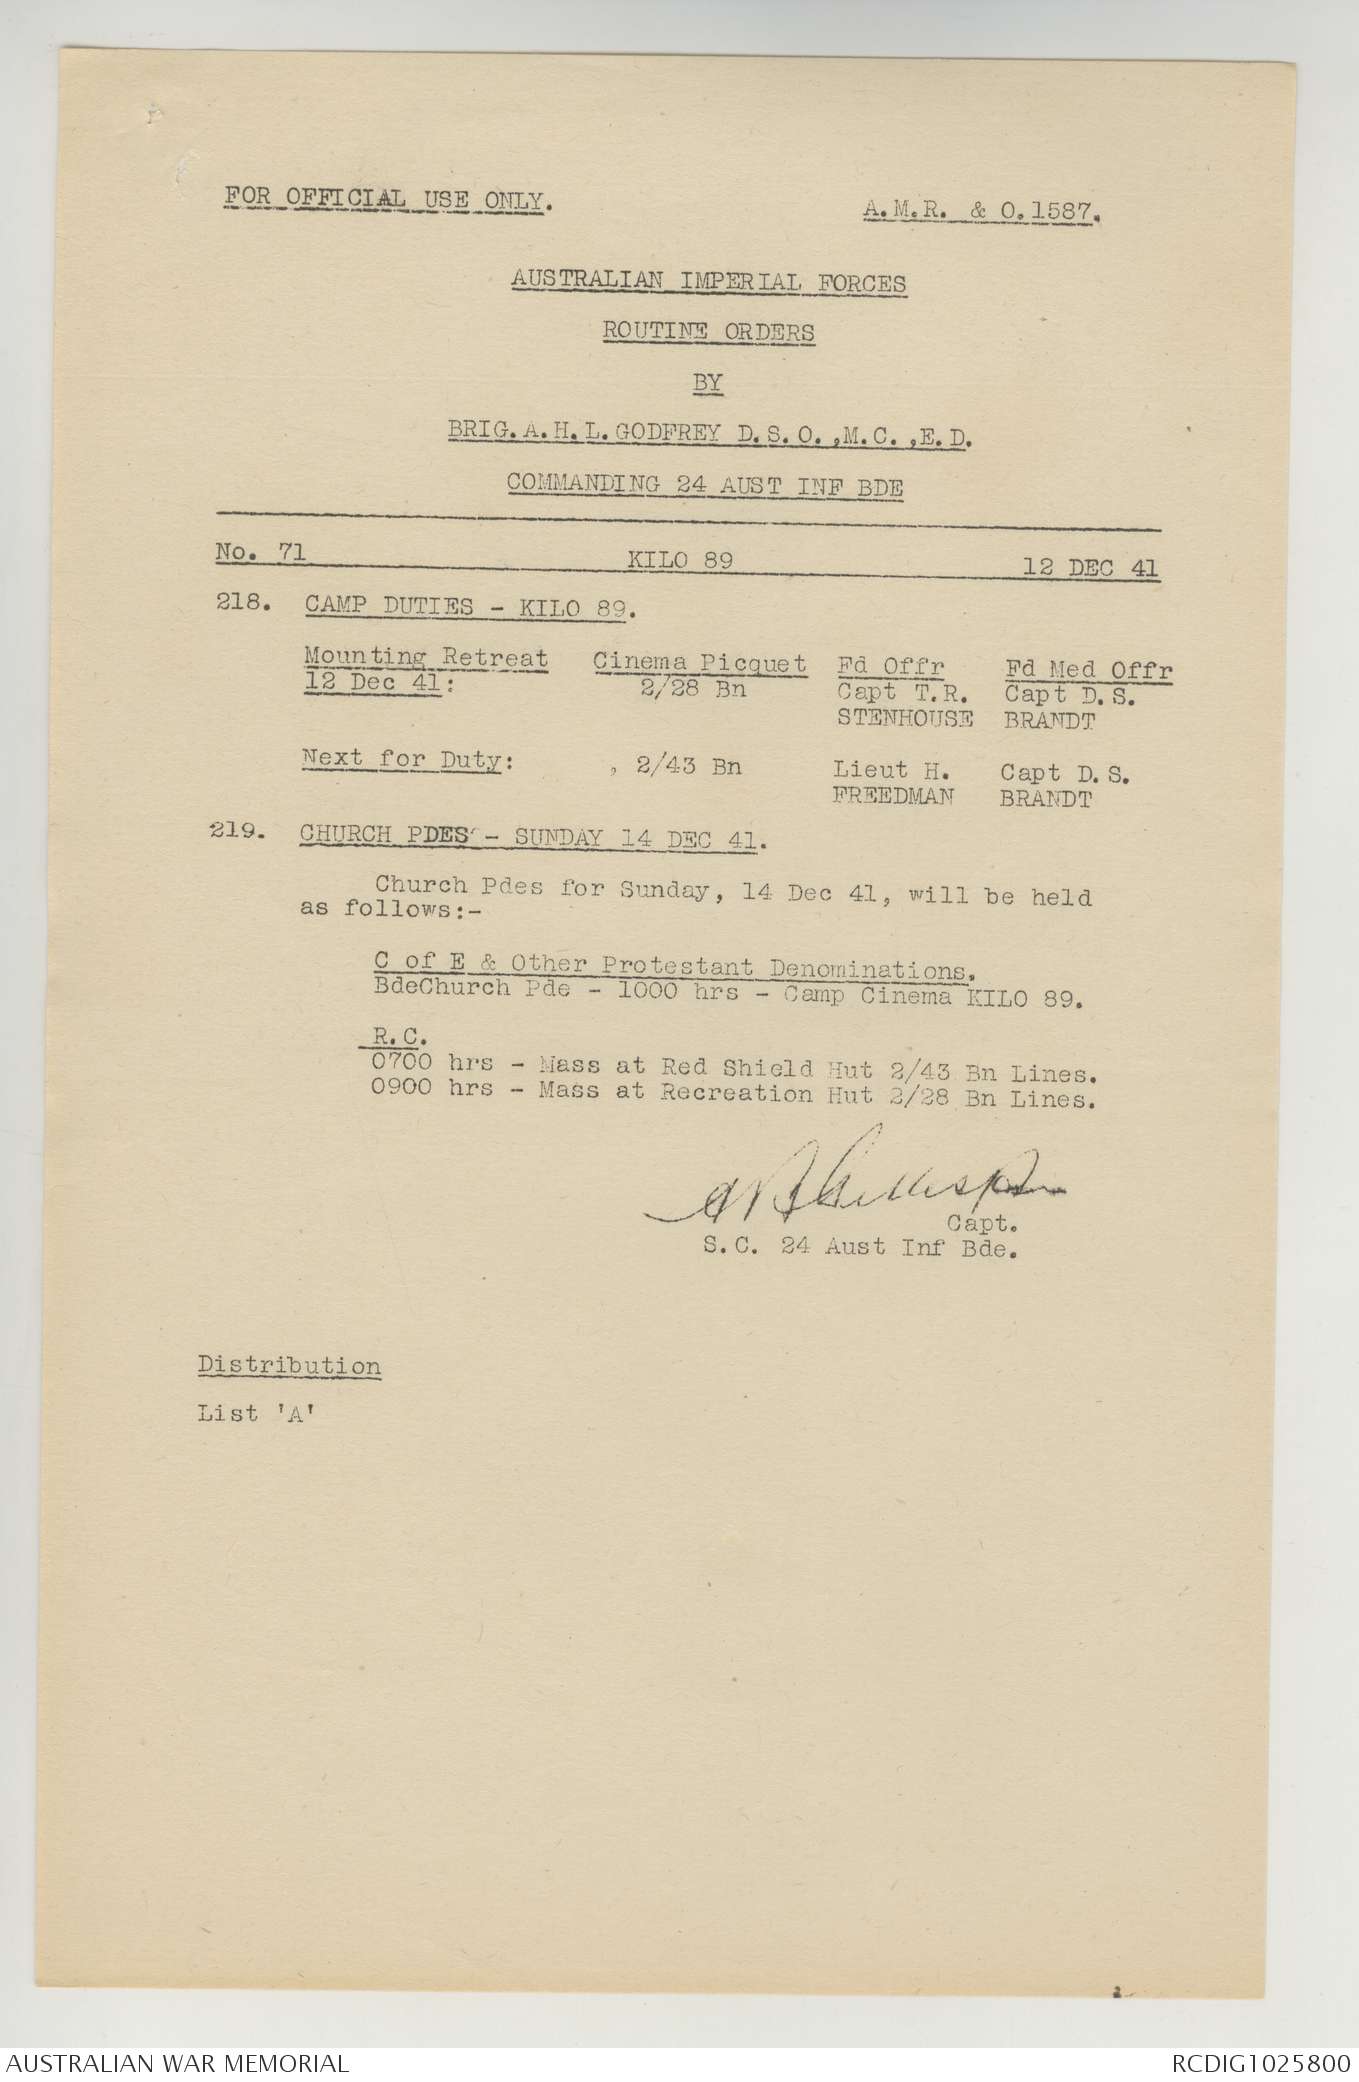 FOR OFFICIAL USE ONLY.
A.M.R. & O.1587.
AUSTRALIAN IMPERIAL FORCES
ROUTINE ORDERS
BY
BRIG.A.H.L.GODFREY D.S.O.,M.C.,E.D.
COMMANDING 24 AUST INF BDE
No. 71 KILO 89 12 DEC 41
218. CAMP DUTIES - KILO 89.
Mounting Retreat Cinema Picquet Fd Offr Fd Med Offr
12 Dec 41: 2/28 Bn Capt T.R. Capt D.S.
STENHOUSE BRANDT
Next for Duty: , 2/43 Bn Lieut H. Capt D.S.
FREEDMAN BRANDT
219. CHURCH PDES - SUNDAY 14 DEC 41.
Church Pdes for Sunday, 14 Dec 41, will be held
as follows:-
C of E & Other Protestant Denominations.
BdeChurch Pde - 1000 hrs - Camp Cinema KILO 89.
R.C.
0700 hrs - Mass at Red Shield Hut 2/43 Bn Lines.
0900 hrs - Mass at Recreation Hut 2/28 Bn Lines.
Capt.
S.C. 24 Aust Inf Bde.
Distribution
List 'A'
AUSTRALIAN WAR MEMORIAL
RCDIG1025800